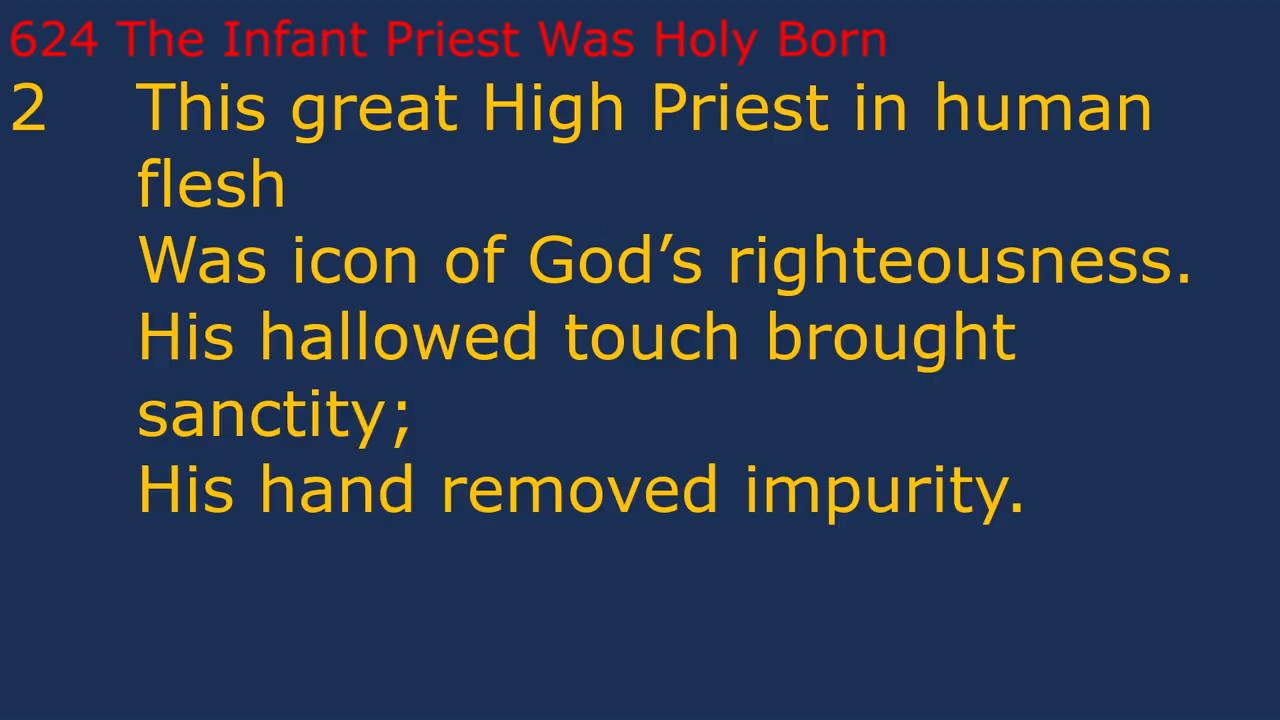 624 The Infant Priest Was Holy Born
2 This great High Priest in human
flesh
Was icon of God’s righteousness.
His hallowed touch brought
sanctity;
His hand removed impurity.